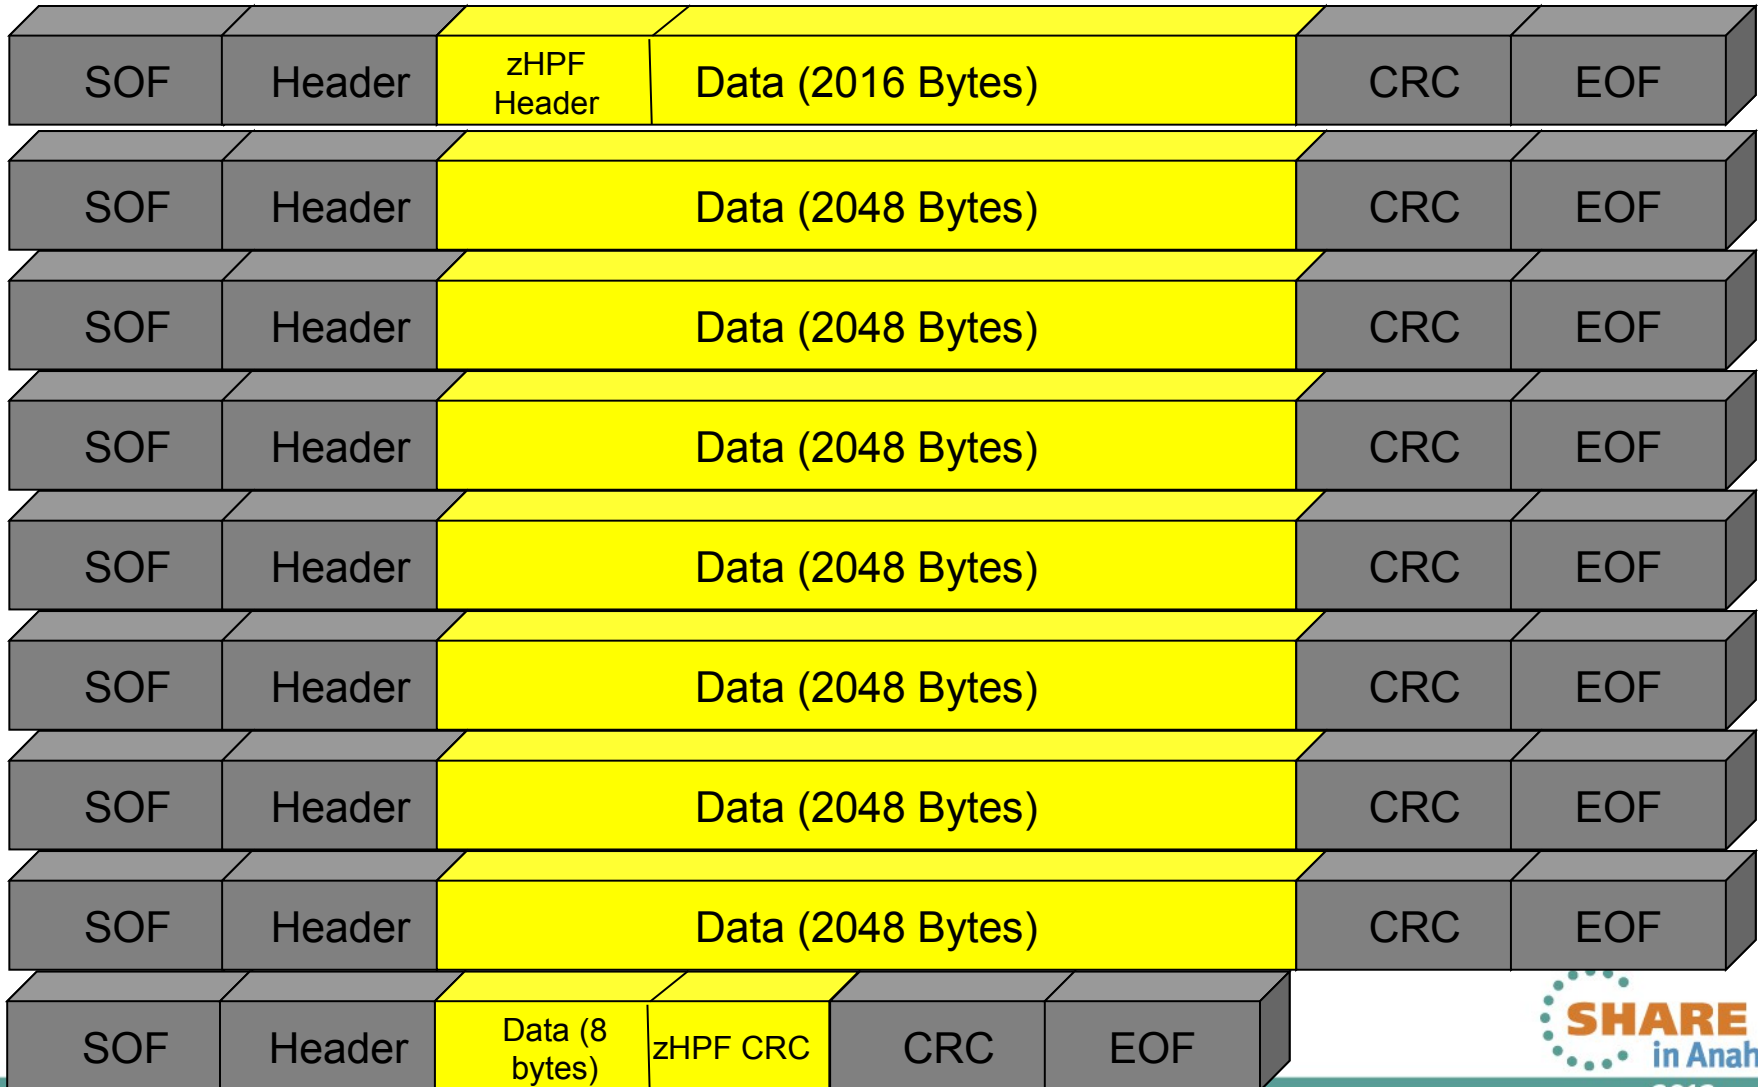 SOF Header zHPF Header Data (2016 Bytes) CRC EOF
SOF Header Data (2048 Bytes) CRC EOF
SOF Header Data (2048 Bytes) CRC EOF
SOF Header Data (2048 Bytes) CRC EOF
SOF Header Data (2048 Bytes) CRC EOF
SOF Header Data (2048 Bytes) CRC EOF
SOF Header Data (2048 Bytes) CRC EOF
SOF Header Data (2048 Bytes) CRC EOF
SOF Header Data (8 bytes) zHPF CRC CRC EOF
SHARE
in Anah